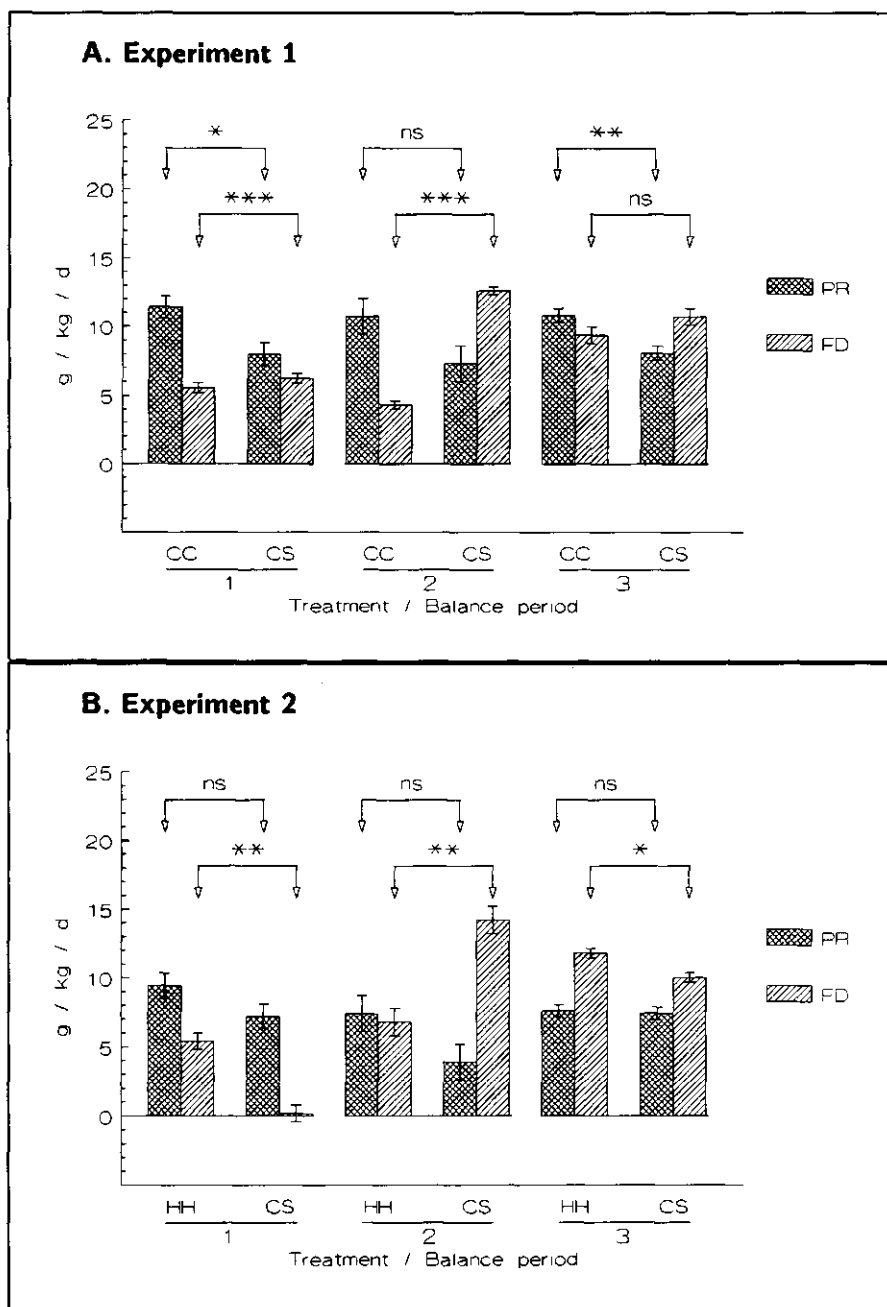 A. Experiment 1
25
20
15
10
5
0
g / kg / d
* ns **
*** *** ns
PR
FD
CC CS CC CS CC CS
1 2 3
Treatment / Balance period
B. Experiment 2
25
20
15
10
5
0
g / kg / d
ns ns ns
** ** *
PR
FD
HH CS HH CS HH CS
1 2 3
Treatment / Balance period